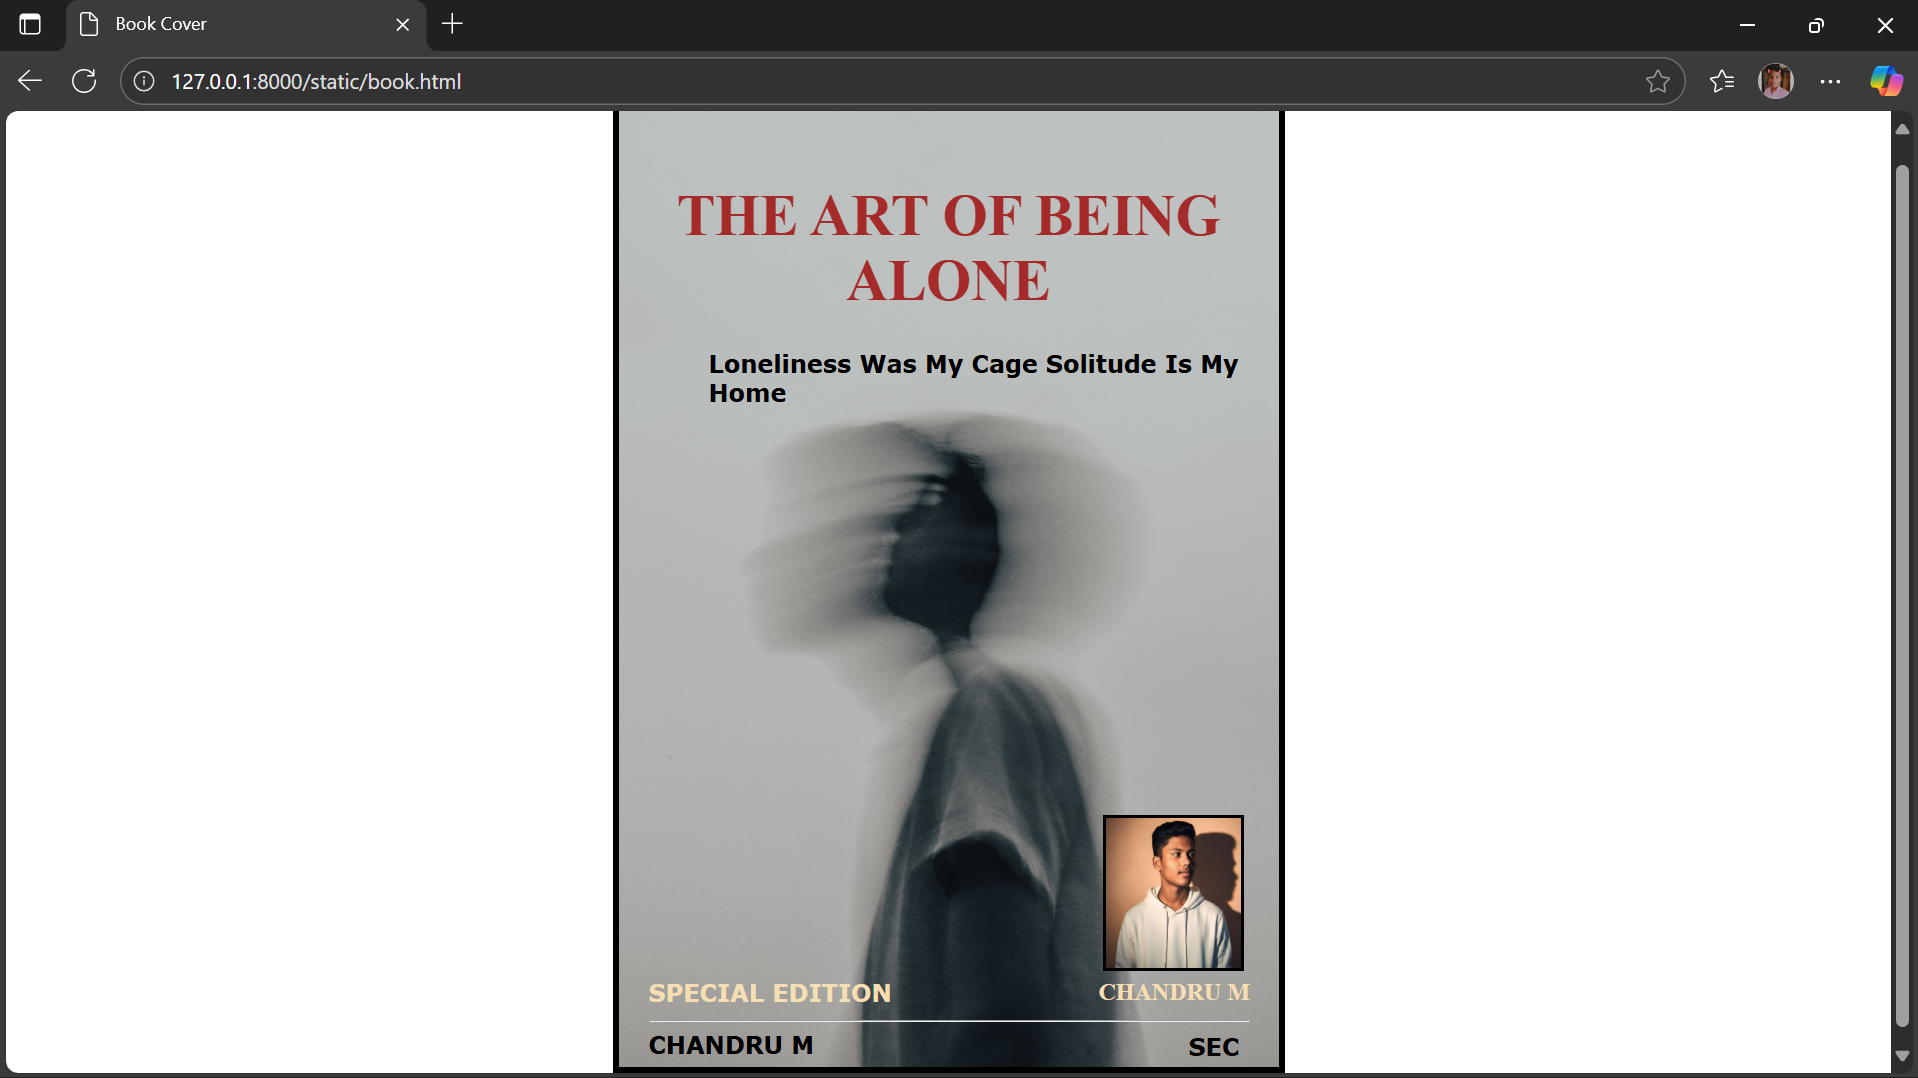 Book Cover
127.0.0.1:8000/static/book.html
THE ART OF BEING
ALONE
Loneliness Was My Cage Solitude Is My
Home
SPECIAL EDITION
CHANDRU M
CHANDRU M
SEC